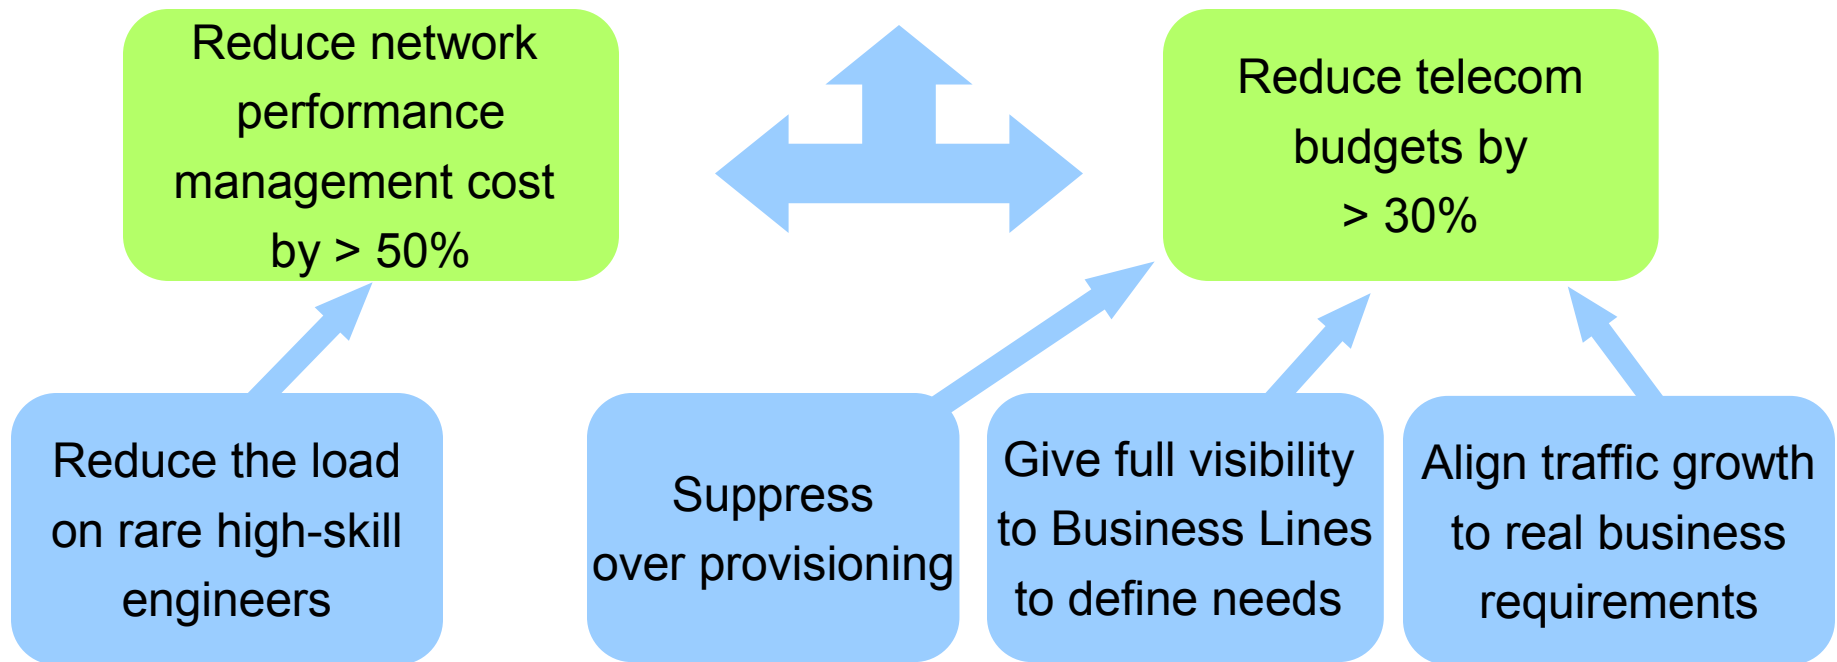 Reduce network
performance
management cost
by > 50%
Reduce telecom
budgets by
> 30%
Reduce the load
on rare high-skill
engineers
Suppress
over provisioning
Give full visibility
to Business Lines
to define needs
Align traffic growth
to real business
requirements